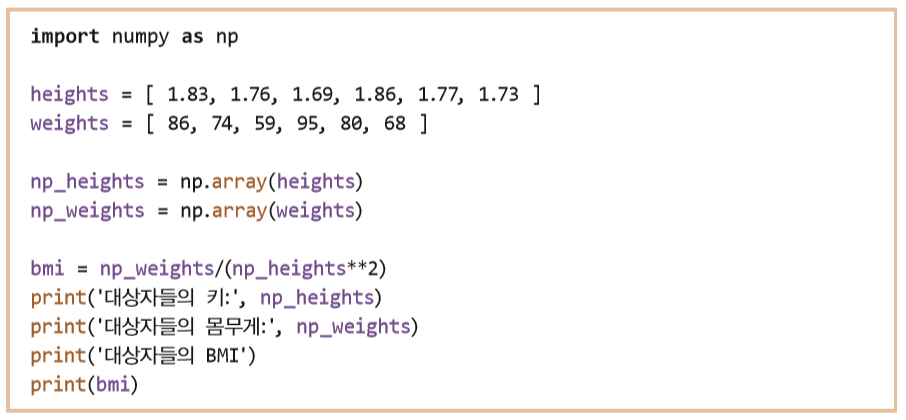 import numpy as np
heights = [ 1.83, 1.76, 1.69, 1.86, 1.77, 1.73 ]
weights = [ 86, 74, 59, 95, 80, 68 ]
np_heights = np.array(heights)
np_weights = np.array(weights)
bmi = np_weights/(np_heights**2)
print('대상자들의 키:', np_heights)
print('대상자들의 몸무게:', np_weights)
print('대상자들의 BMI')
print(bmi)